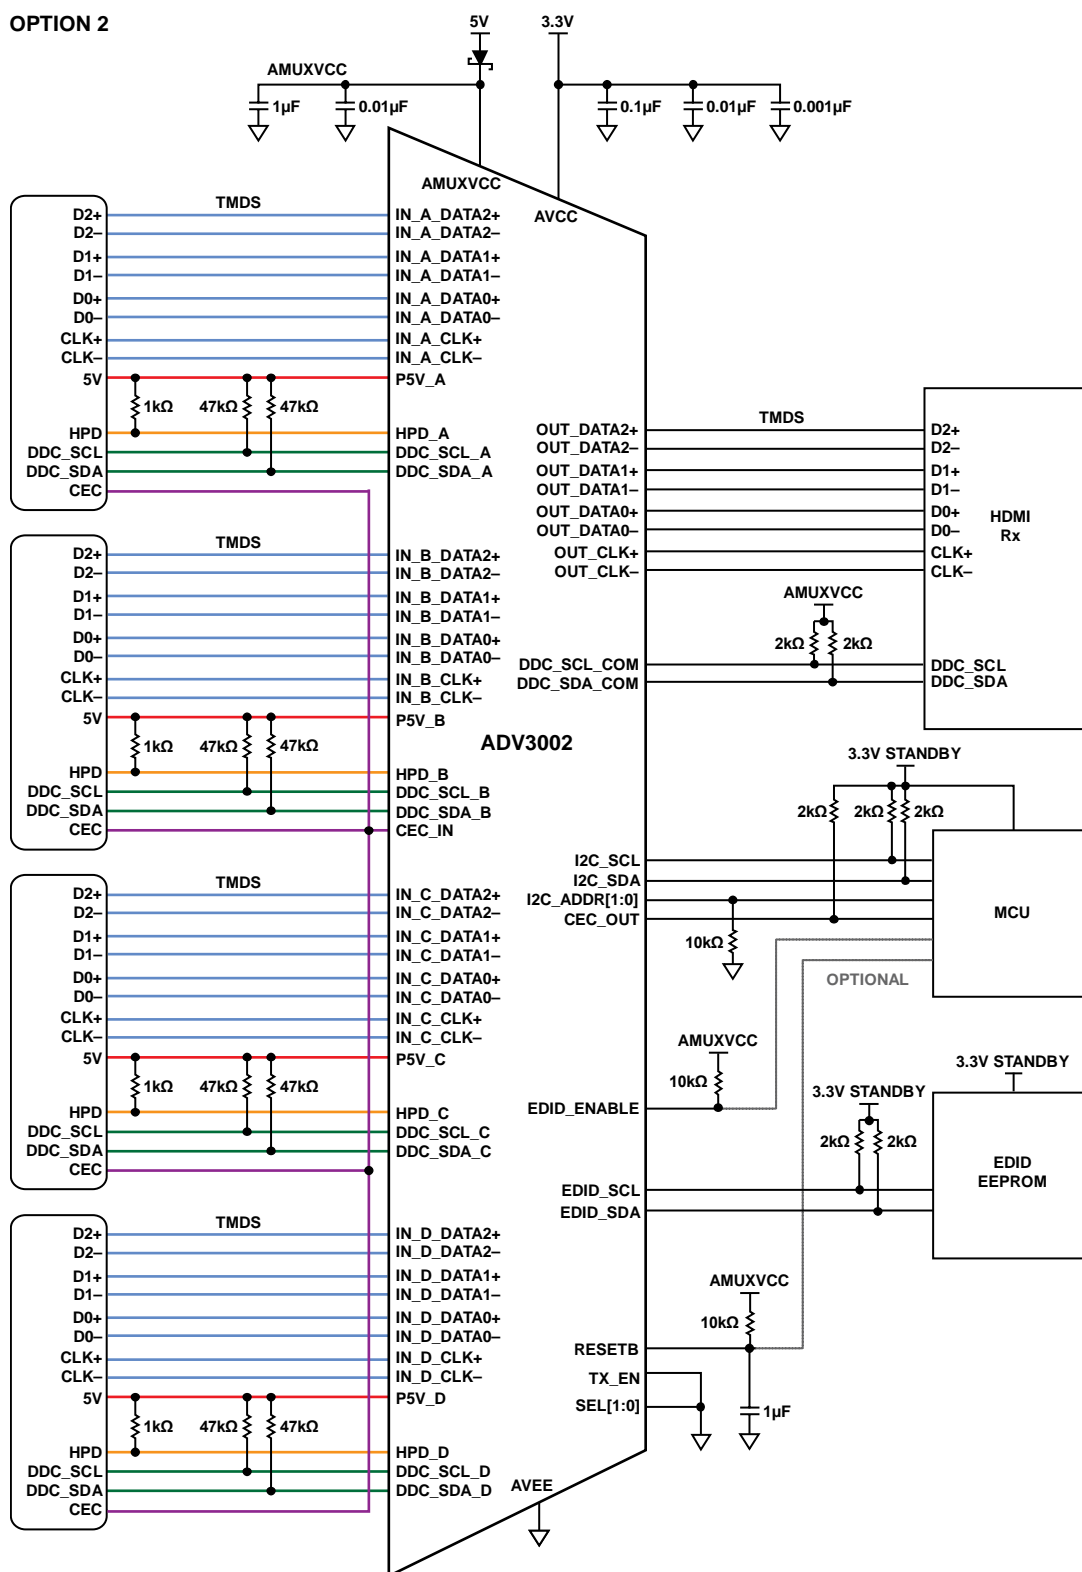 OPTION 2
5V
3.3V
AMUXVCC
1µF
0.01µF
0.1µF
0.01µF
0.001µF
AMUXVCC
AVCC
TMDS
D2+
D2–
D1+
D1–
D0+
D0–
CLK+
CLK–
5V
HPD
DDC_SCL
DDC_SDA
CEC
1kΩ
47kΩ
47kΩ
IN_A_DATA2+
IN_A_DATA2–
IN_A_DATA1+
IN_A_DATA1–
IN_A_DATA0+
IN_A_DATA0–
IN_A_CLK+
IN_A_CLK–
P5V_A
HPD_A
DDC_SCL_A
DDC_SDA_A
TMDS
D2+
D2–
D1+
D1–
D0+
D0–
CLK+
CLK–
5V
HPD
DDC_SCL
DDC_SDA
CEC
1kΩ
47kΩ
47kΩ
IN_B_DATA2+
IN_B_DATA2–
IN_B_DATA1+
IN_B_DATA1–
IN_B_DATA0+
IN_B_DATA0–
IN_B_CLK+
IN_B_CLK–
P5V_B
HPD_B
DDC_SCL_B
DDC_SDA_B
CEC_IN
ADV3002
TMDS
D2+
D2–
D1+
D1–
D0+
D0–
CLK+
CLK–
5V
HPD
DDC_SCL
DDC_SDA
CEC
1kΩ
47kΩ
47kΩ
IN_C_DATA2+
IN_C_DATA2–
IN_C_DATA1+
IN_C_DATA1–
IN_C_DATA0+
IN_C_DATA0–
IN_C_CLK+
IN_C_CLK–
P5V_C
HPD_C
DDC_SCL_C
DDC_SDA_C
TMDS
D2+
D2–
D1+
D1–
D0+
D0–
CLK+
CLK–
5V
HPD
DDC_SCL
DDC_SDA
CEC
1kΩ
47kΩ
47kΩ
IN_D_DATA2+
IN_D_DATA2–
IN_D_DATA1+
IN_D_DATA1–
IN_D_DATA0+
IN_D_DATA0–
IN_D_CLK+
IN_D_CLK–
P5V_D
HPD_D
DDC_SCL_D
DDC_SDA_D
AVEE
OUT_DATA2+
OUT_DATA2–
OUT_DATA1+
OUT_DATA1–
OUT_DATA0+
OUT_DATA0–
OUT_CLK+
OUT_CLK–
TMDS
D2+
D2–
D1+
D1–
D0+
D0–
CLK+
CLK–
HDMI
Rx
AMUXVCC
2kΩ
2kΩ
DDC_SCL_COM
DDC_SDA_COM
DDC_SCL
DDC_SDA
3.3V STANDBY
2kΩ
2kΩ
2kΩ
I2C_SCL
I2C_SDA
I2C_ADDR[1:0]
CEC_OUT
10kΩ
MCU
OPTIONAL
AMUXVCC
10kΩ
EDID_ENABLE
3.3V STANDBY
3.3V STANDBY
2kΩ
2kΩ
EDID_SCL
EDID_SDA
EDID
EEPROM
AMUXVCC
10kΩ
RESETB
TX_EN
SEL[1:0]
1µF